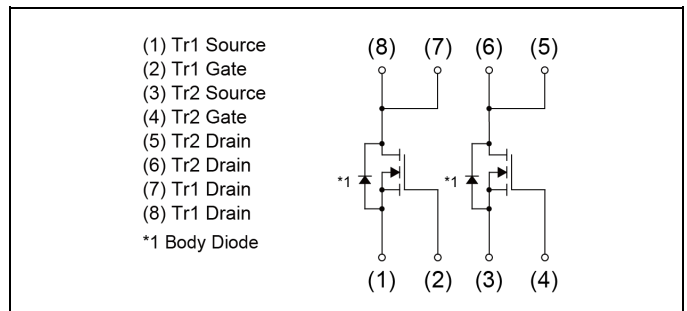 (1) Tr1 Source
(2) Tr1 Gate
(3) Tr2 Source
(4) Tr2 Gate
(5) Tr2 Drain
(6) Tr2 Drain
(7) Tr1 Drain
(8) Tr1 Drain
*1 Body Diode
(8) (7) (6) (5)
*1 *1
(1) (2) (3) (4)